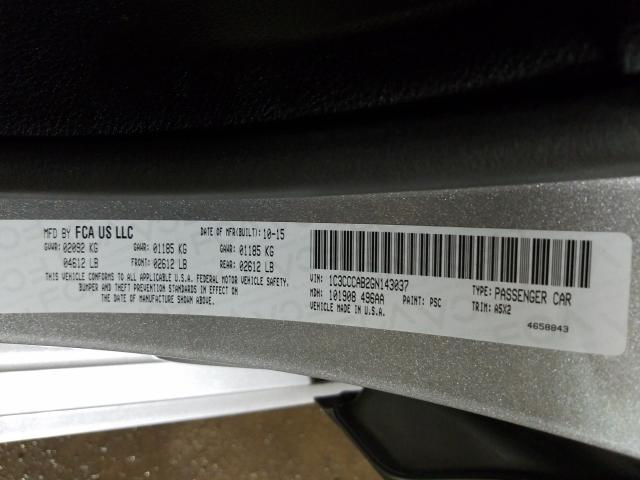 MFD BY FCA US LLC DATE OF MFR(BUILT): 10-15
GVWR: 02092 KG GAWR: 01185 KG GAWR: 01185 KG
04612 LB FRONT: 02612 LB REAR: 02612 LB
THIS VEHICLE CONFORMS TO ALL APPLICABLE U.S.A. FEDERAL MOTOR VEHICLE SAFETY,
BUMPER AND THEFT PREVENTION STANDARDS IN EFFECT ON
THE DATE OF MANUFACTURE SHOWN ABOVE.
VIN: 1C3CCCAB2GN143037 TYPE: PASSENGER CAR
MDH: 101908 496AA PAINT: PSC TRIM: A5X2
VEHICLE MADE IN U.S.A. 4658843